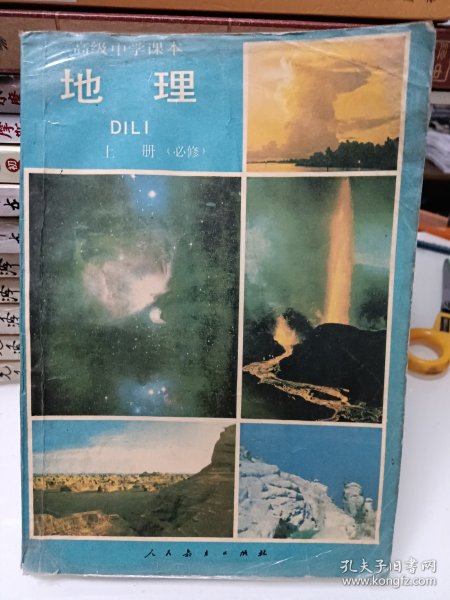 高级中学课本
地理
DILI
上册（必修）
人民教育出版社
孔夫子旧书网
www.kongfz.com